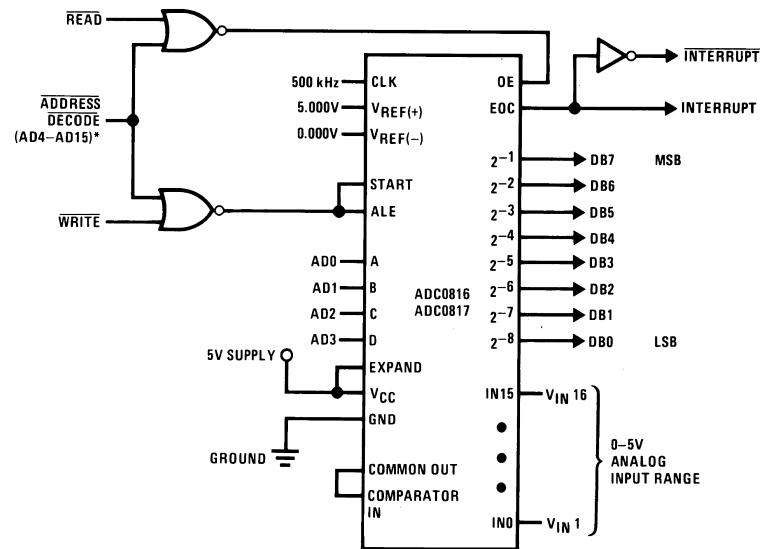 READ
ADDRESS
DECODE
(AD4–AD15)*
WRITE
500 kHz
CLK
5.000V
VREF(+)
0.000V
VREF(–)
START
ALE
AD0
A
AD1
B
AD2
C
AD3
D
5V SUPPLY
EXPAND
VCC
GND
GROUND
COMMON OUT
COMPARATOR
IN
ADC0816
ADC0817
OE
EOC
INTERRUPT
INTERRUPT
2–1 DB7 MSB
2–2 DB6
2–3 DB5
2–4 DB4
2–5 DB3
2–6 DB2
2–7 DB1
2–8 DB0 LSB
IN15 VIN 16
0–5V
ANALOG
INPUT RANGE
IN0 VIN 1